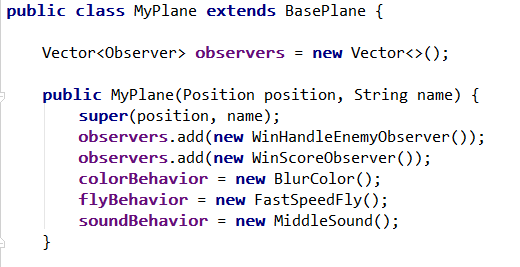 public class MyPlane extends BasePlane {
Vector<Observer> observers = new Vector<>();
public MyPlane(Position position, String name) {
super(position, name);
observers.add(new WinHandleEnemyObserver());
observers.add(new WinScoreObserver());
colorBehavior = new BlurColor();
flyBehavior = new FastSpeedFly();
soundBehavior = new MiddleSound();
}